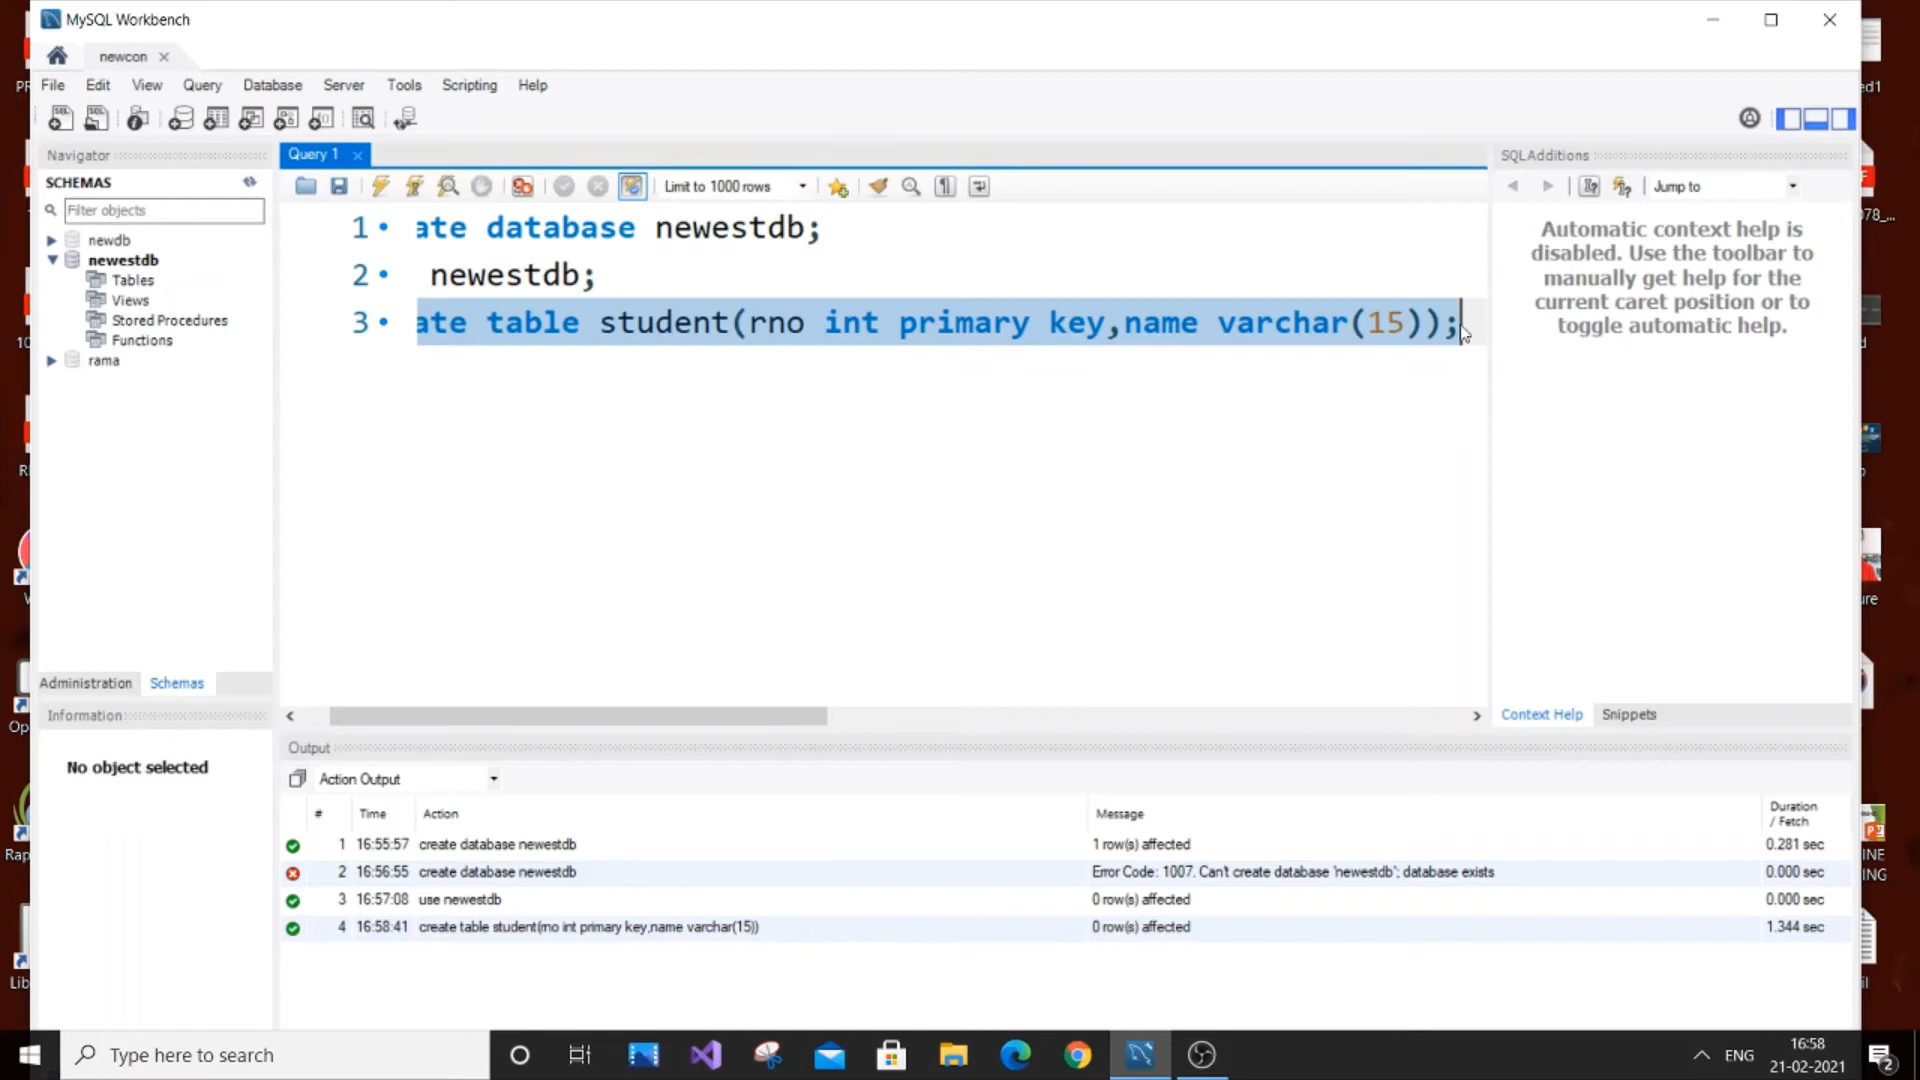 MySQL Workbench
newcon
File Edit View Query Database Server Tools Scripting Help
Navigator
SCHEMAS
Filter objects
newdb
newestdb
Tables
Views
Stored Procedures
Functions
rama
Administration Schemas
Information
No object selected
Query 1
Limit to 1000 rows
1 ate database newestdb;
2 newestdb;
3 ate table student(rno int primary key,name varchar(15));
SQLAdditions
Jump to
Automatic context help is
disabled. Use the toolbar to
manually get help for the
current caret position or to
toggle automatic help.
Context Help Snippets
Output
Action Output
# Time Action Message Duration / Fetch
1 16:55:57 create database newestdb 1 row(s) affected 0.281 sec
2 16:56:55 create database newestdb Error Code: 1007. Can't create database 'newestdb'; database exists 0.000 sec
3 16:57:08 use newestdb 0 row(s) affected 0.000 sec
4 16:58:41 create table student(rno int primary key,name varchar(15)) 0 row(s) affected 1.344 sec
Type here to search
ENG
16:58
21-02-2021
2